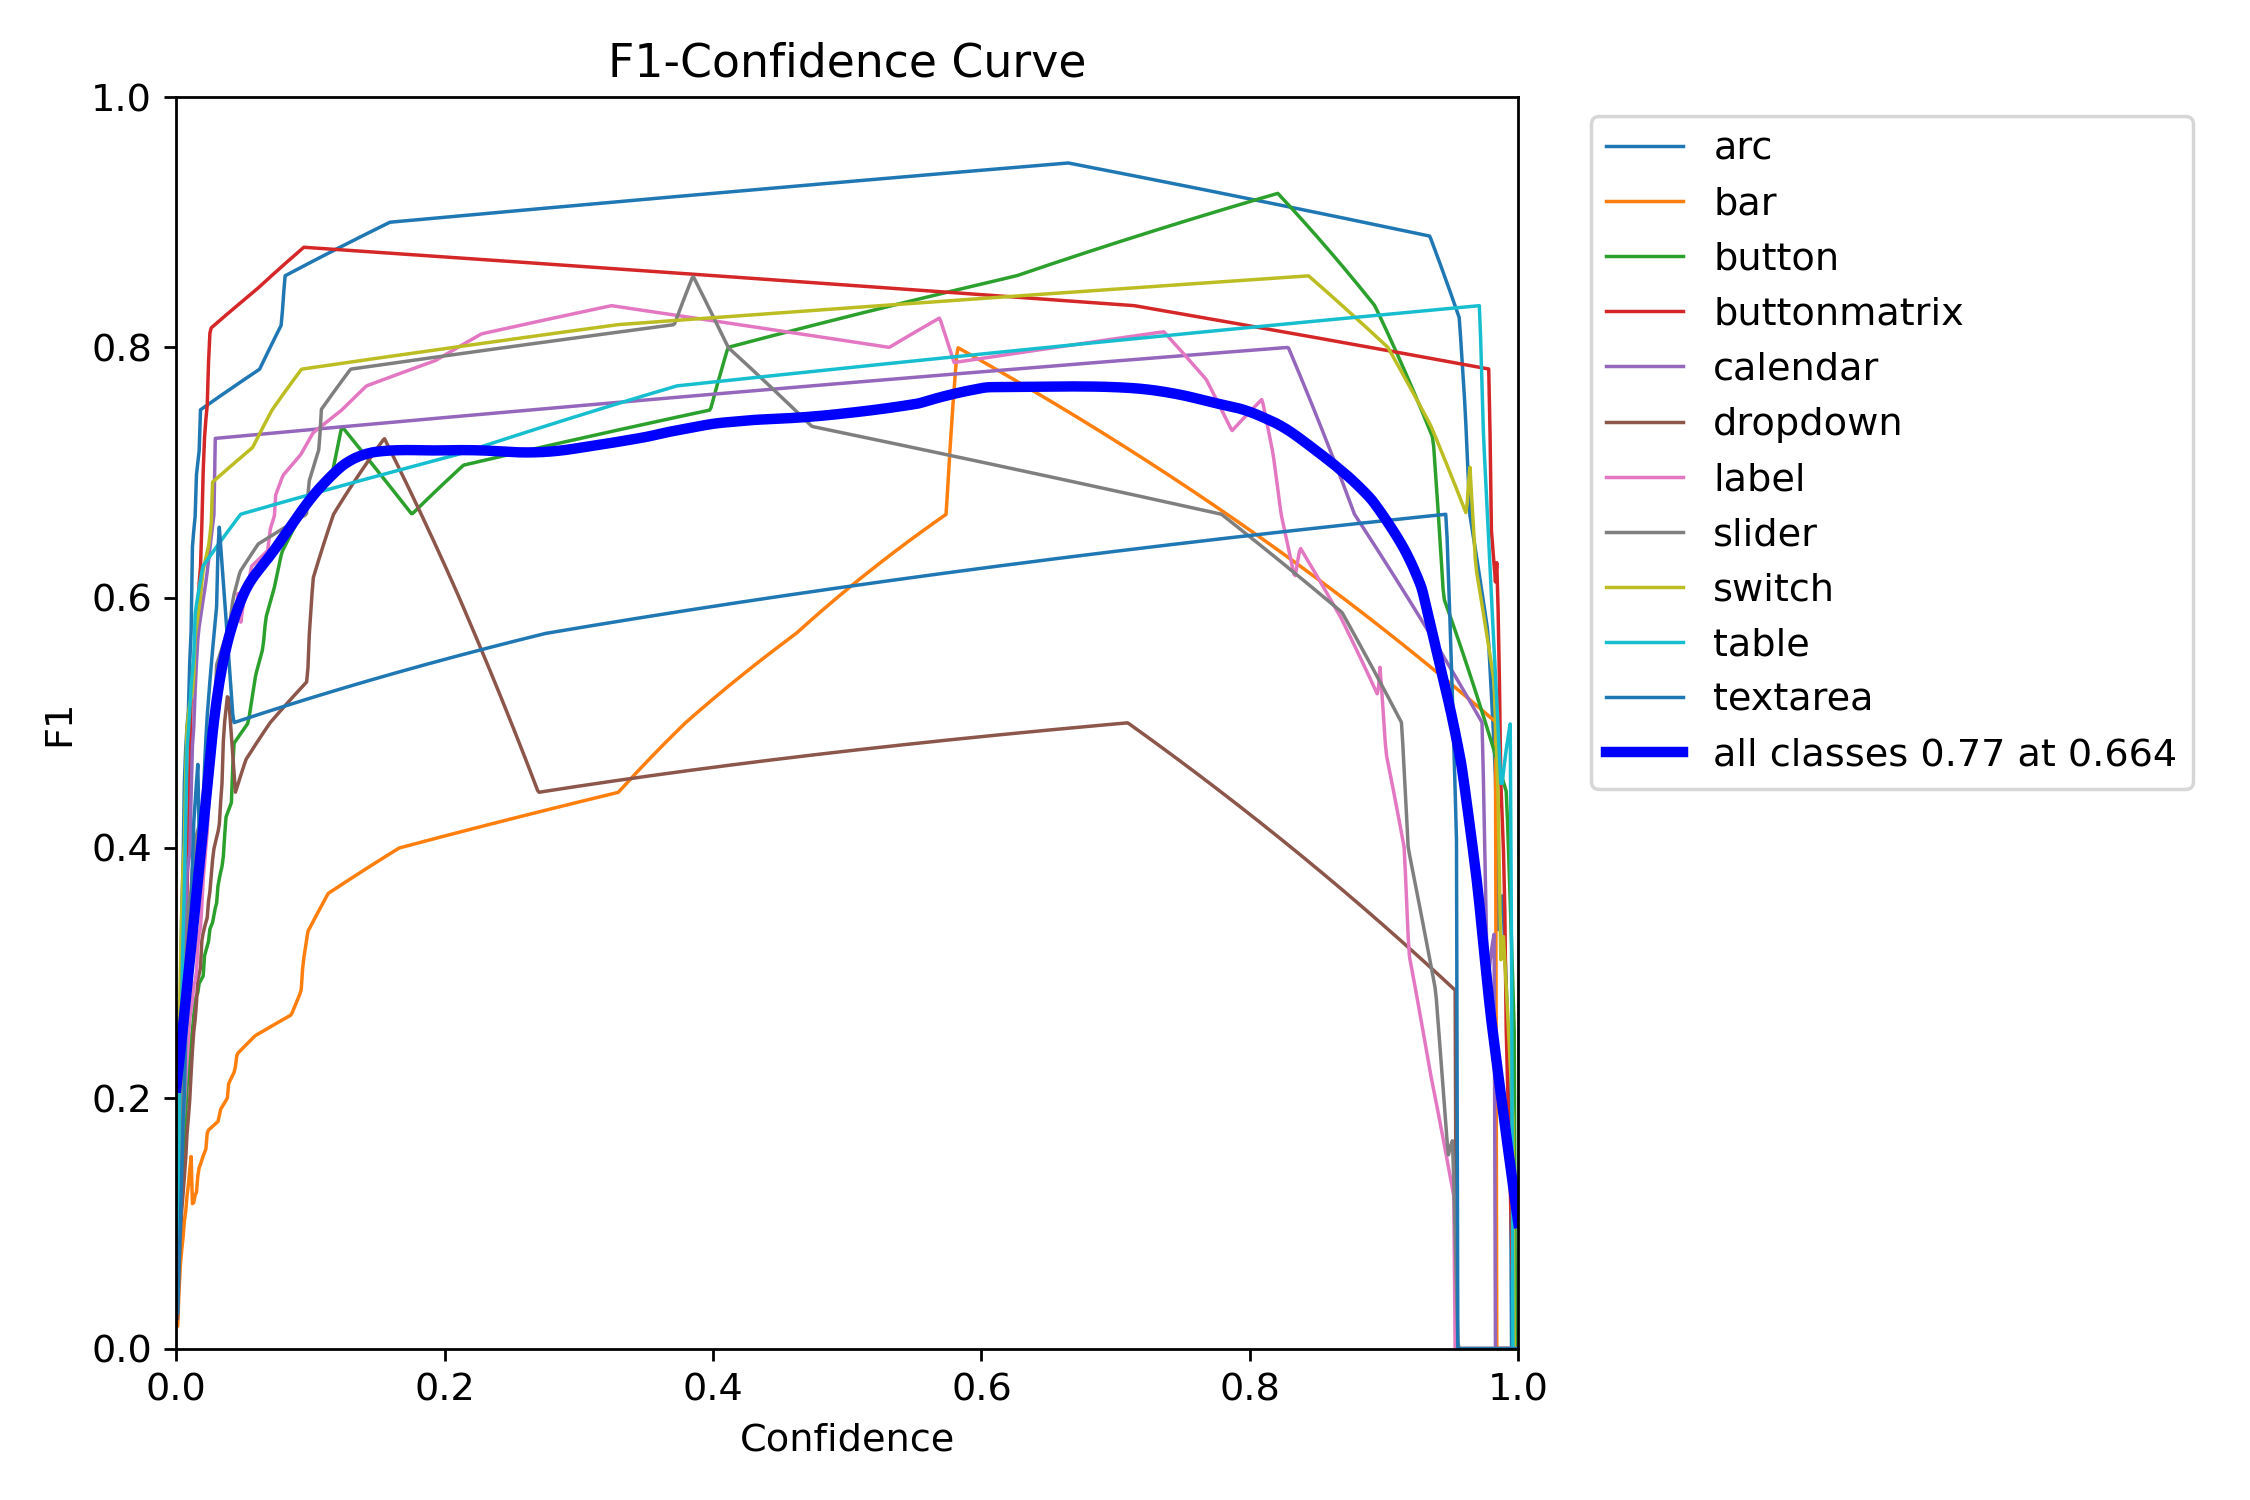 F1-Confidence Curve
1.0
0.8
0.6
0.4
0.2
0.0
F1
0.0 0.2 0.4 0.6 0.8 1.0
Confidence
arc
bar
button
buttonmatrix
calendar
dropdown
label
slider
switch
table
textarea
all classes 0.77 at 0.664